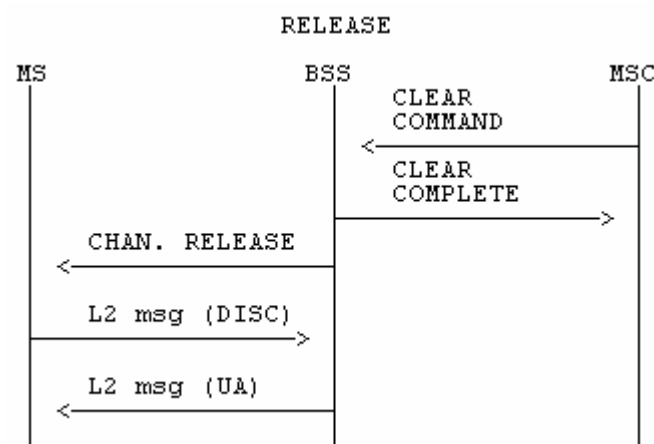 RELEASE
MS BSS MSC
CLEAR
COMMAND
CLEAR
COMPLETE
CHAN. RELEASE
L2 msg (DISC)
L2 msg (UA)